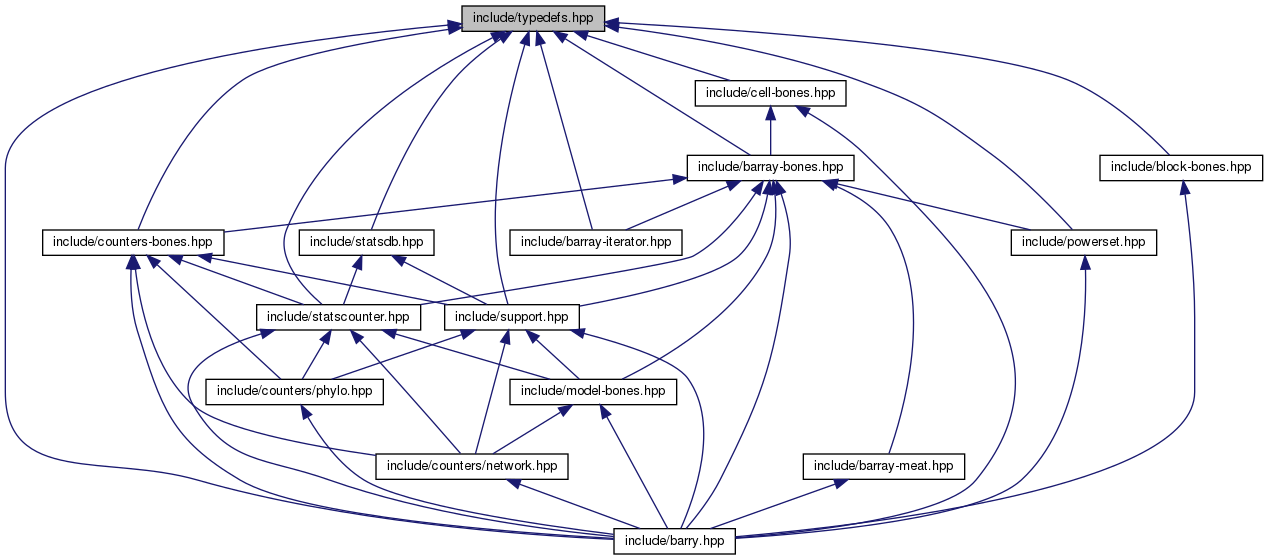 include/typedefs.hpp
include/cell-bones.hpp
include/barray-bones.hpp
include/block-bones.hpp
include/counters-bones.hpp
include/statsdb.hpp
include/barray-iterator.hpp
include/powerset.hpp
include/statscounter.hpp
include/support.hpp
include/counters/phylo.hpp
include/model-bones.hpp
include/counters/network.hpp
include/barray-meat.hpp
include/barry.hpp